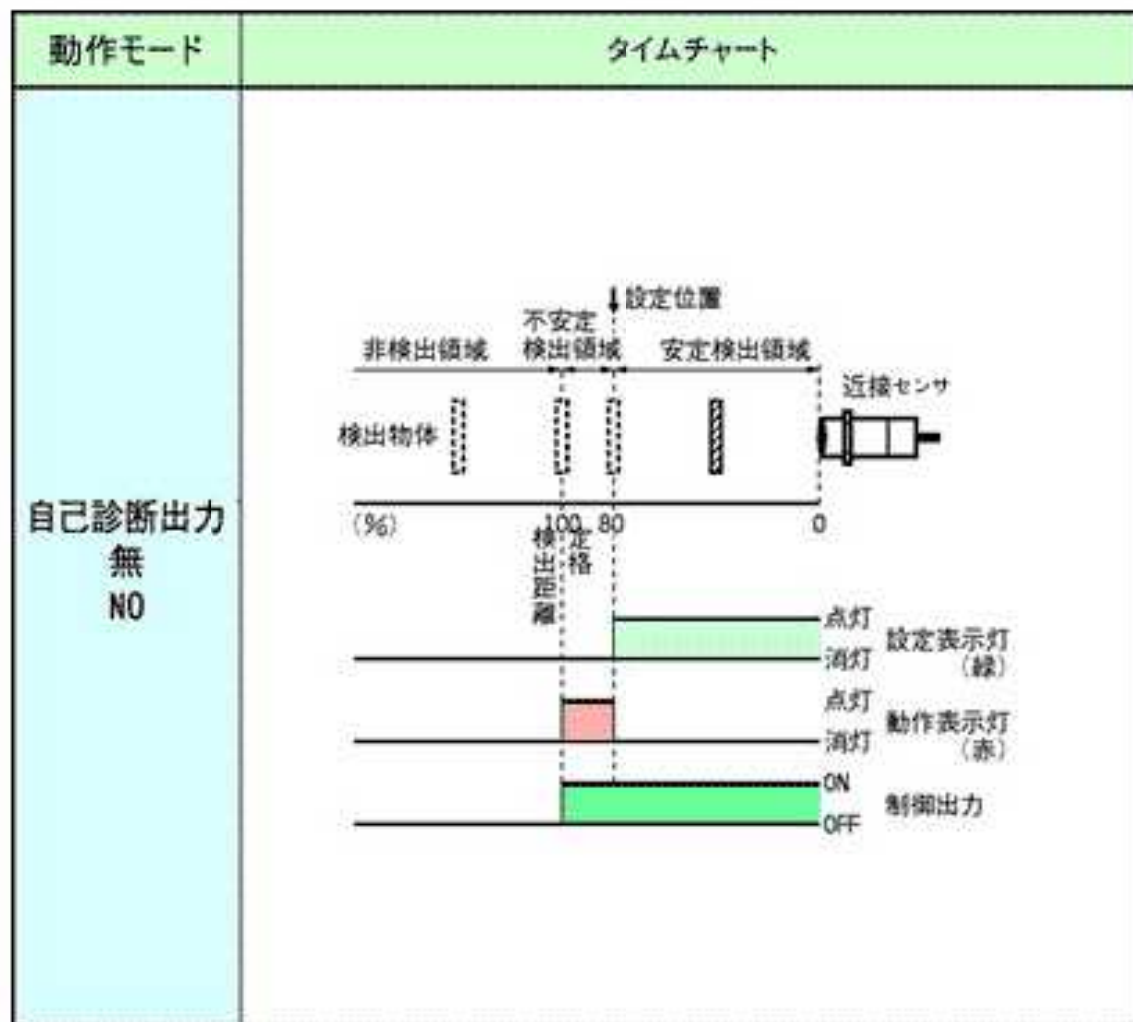 動作モード
タイムチャート
自己診断出力
無
NO
設定位置
不安定
非検出領域
検出領域
安定検出領域
近接センサ
検出物体
(%)
100
80
0
検出距離
定格
点灯
消灯
設定表示灯
(緑)
点灯
消灯
動作表示灯
(赤)
ON
OFF
制御出力